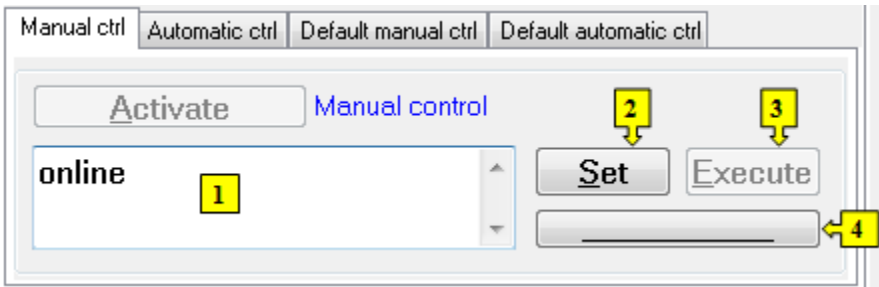 Manual ctrl Automatic ctrl Default manual ctrl Default automatic ctrl
Activate Manual control 2 3
online 1 Set Execute
4